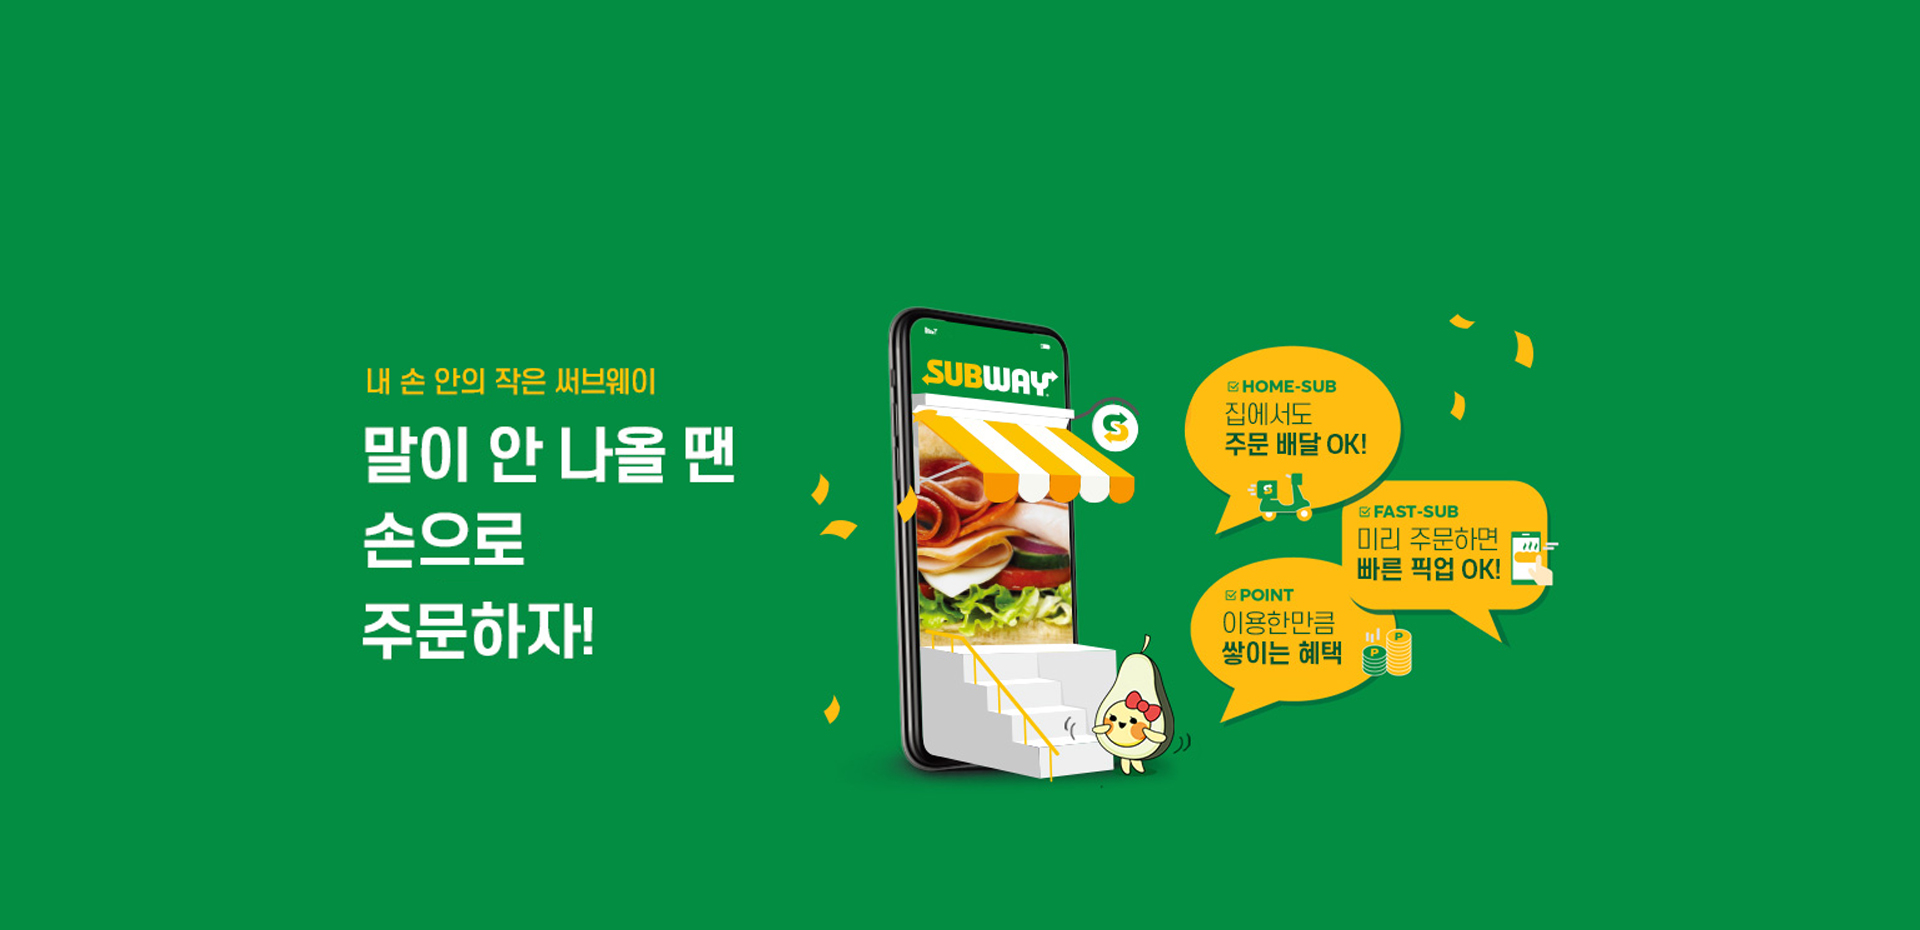 내 손 안의 작은 써브웨이
말이 안 나올 땐
손으로
주문하자!
SUBWAY
S
HOME-SUB
집에서도
주문 배달 OK!
S
FAST-SUB
미리 주문하면
빠른 픽업 OK!
POINT
이용한만큼
쌓이는 혜택
P
P